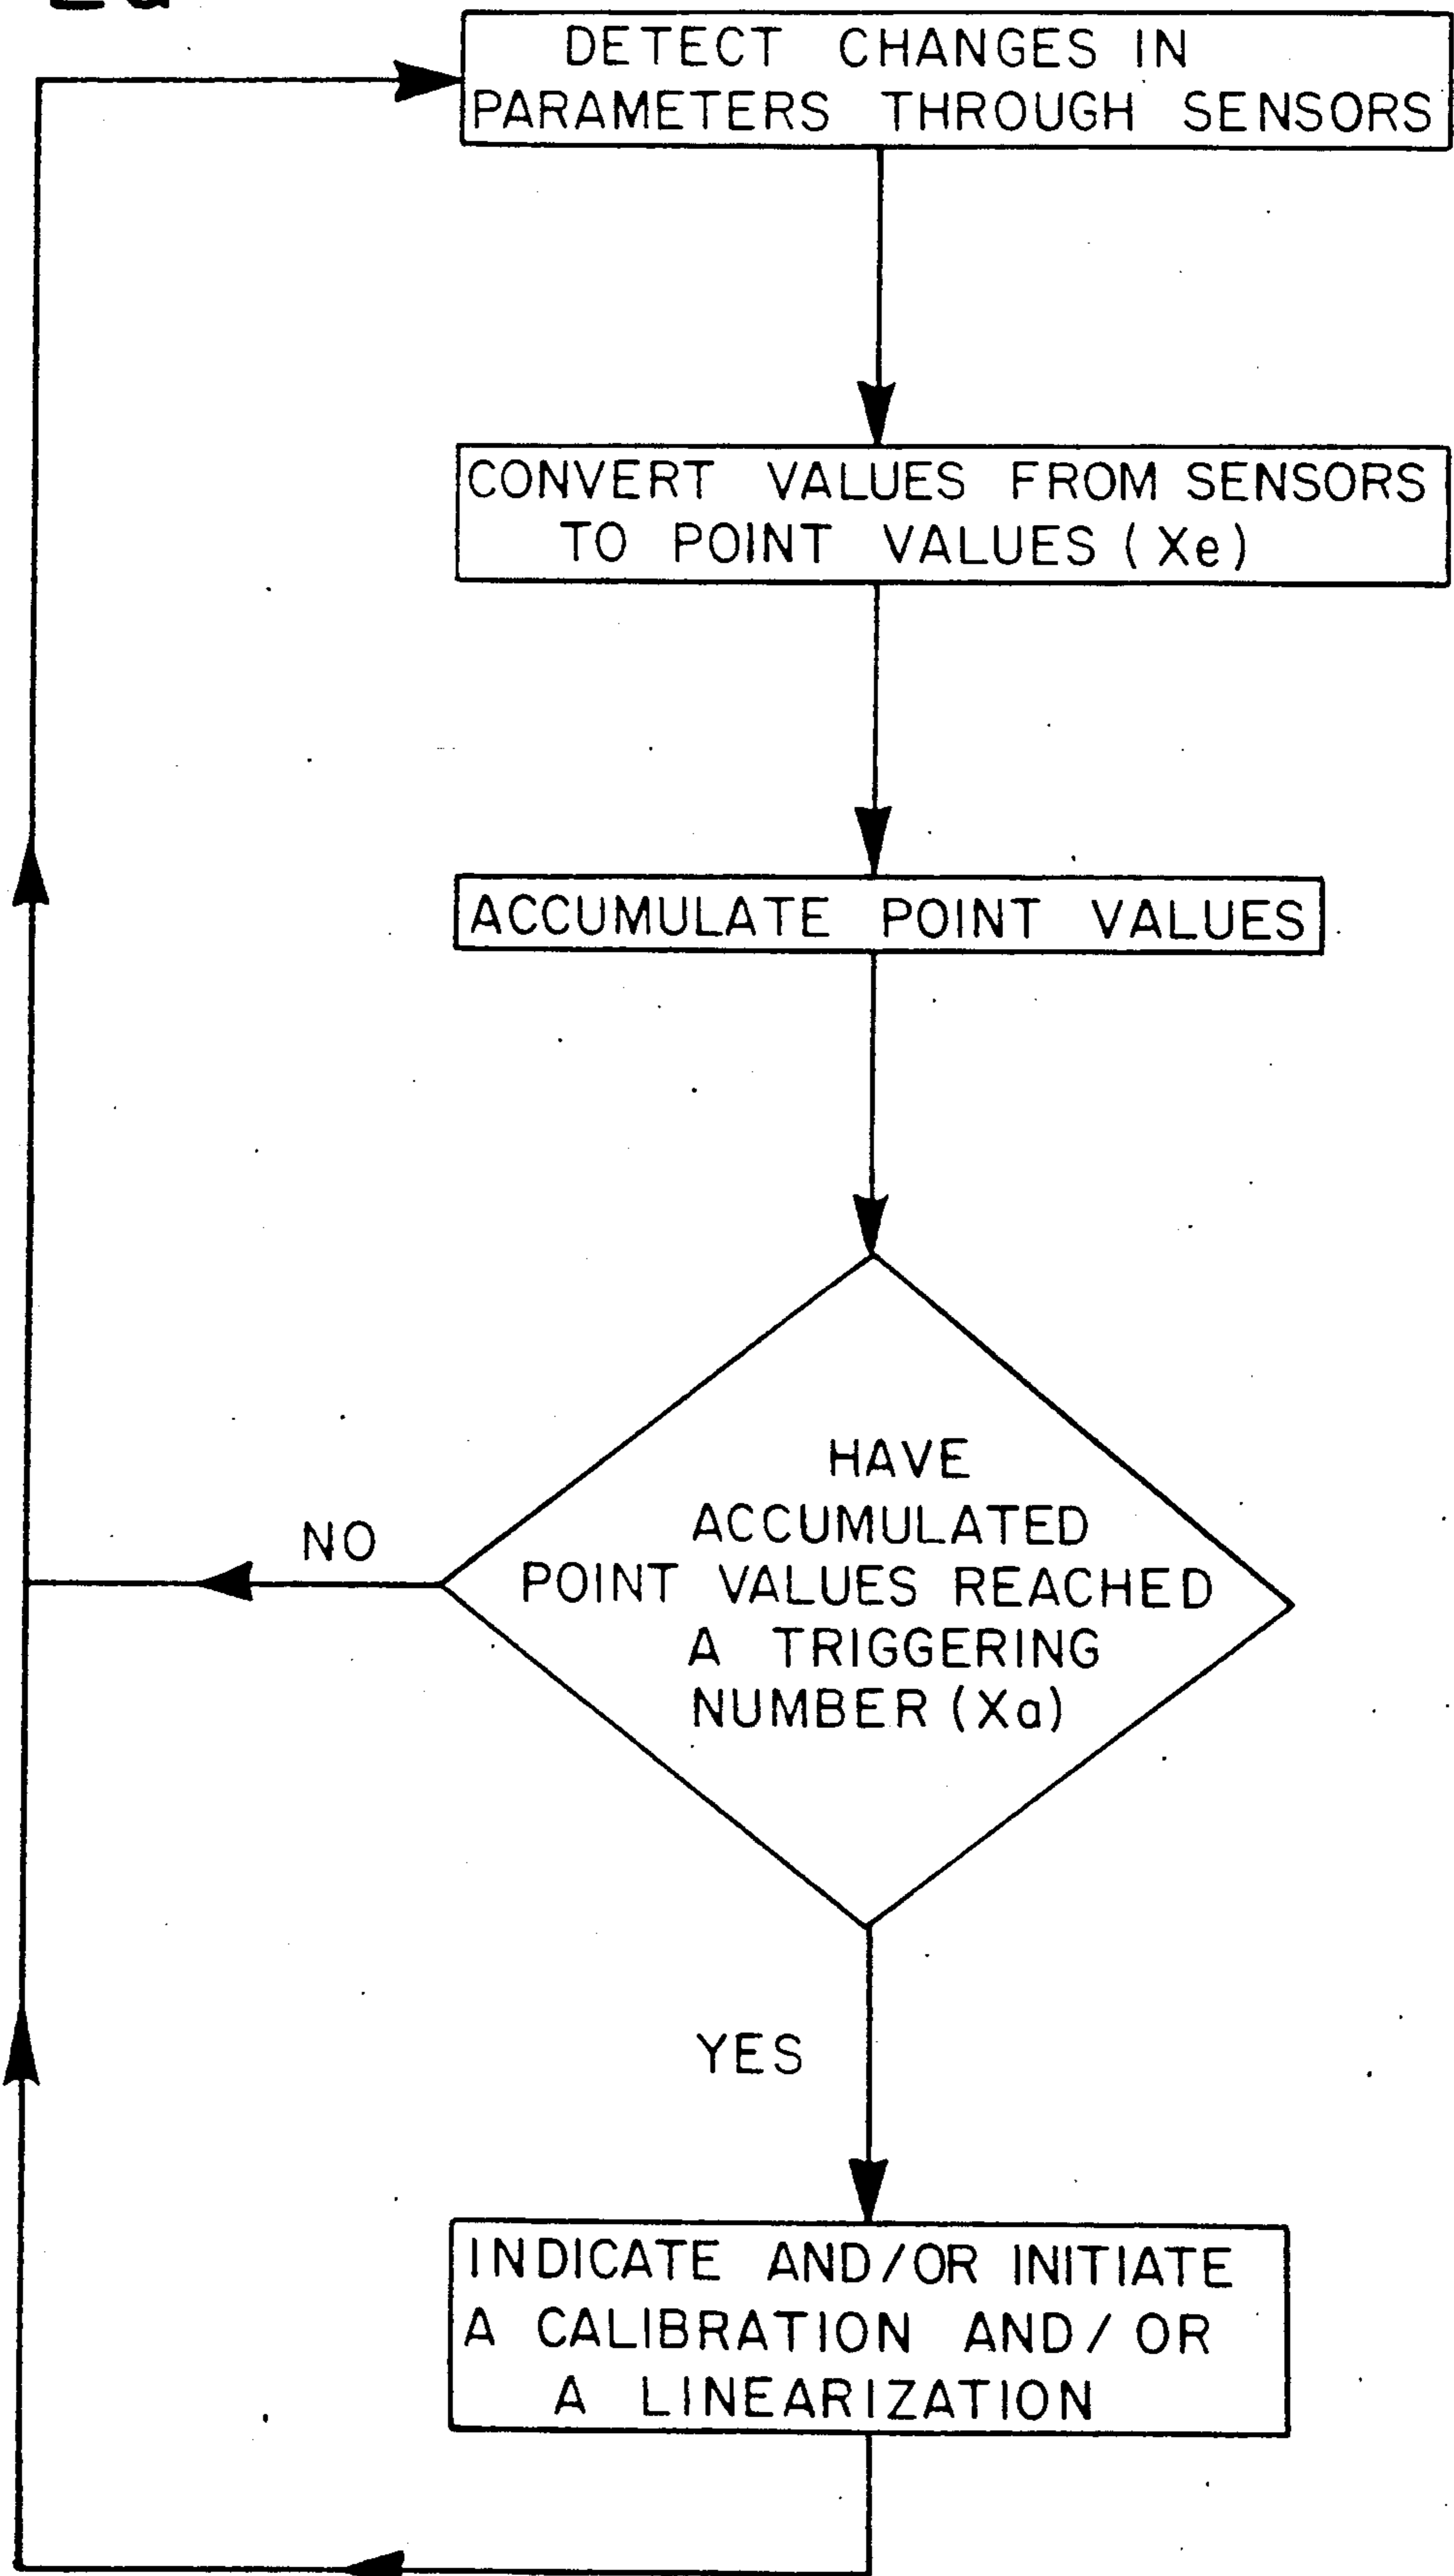 DETECT CHANGES IN
PARAMETERS THROUGH SENSORS
CONVERT VALUES FROM SENSORS
TO POINT VALUES (Xe)
ACCUMULATE POINT VALUES
HAVE
ACCUMULATED
POINT VALUES REACHED
A TRIGGERING
NUMBER (Xa)
NO
YES
INDICATE AND/OR INITIATE
A CALIBRATION AND/OR
A LINEARIZATION